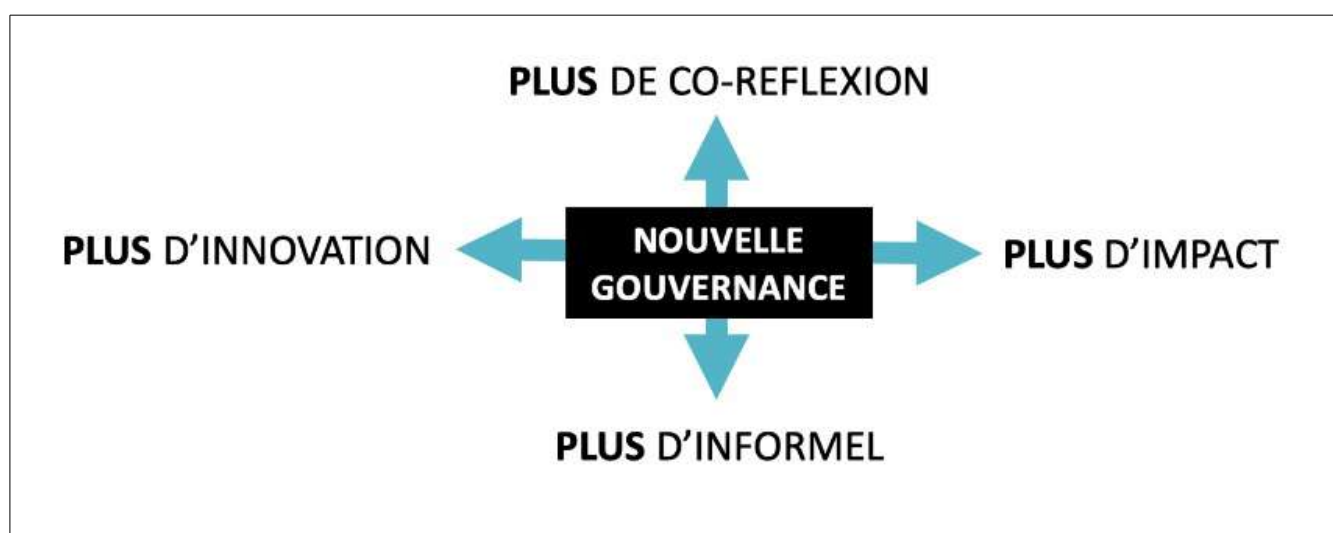 PLUS DE CO-REFLEXION
PLUS D’INNOVATION
NOUVELLE
GOUVERNANCE
PLUS D’IMPACT
PLUS D’INFORMEL